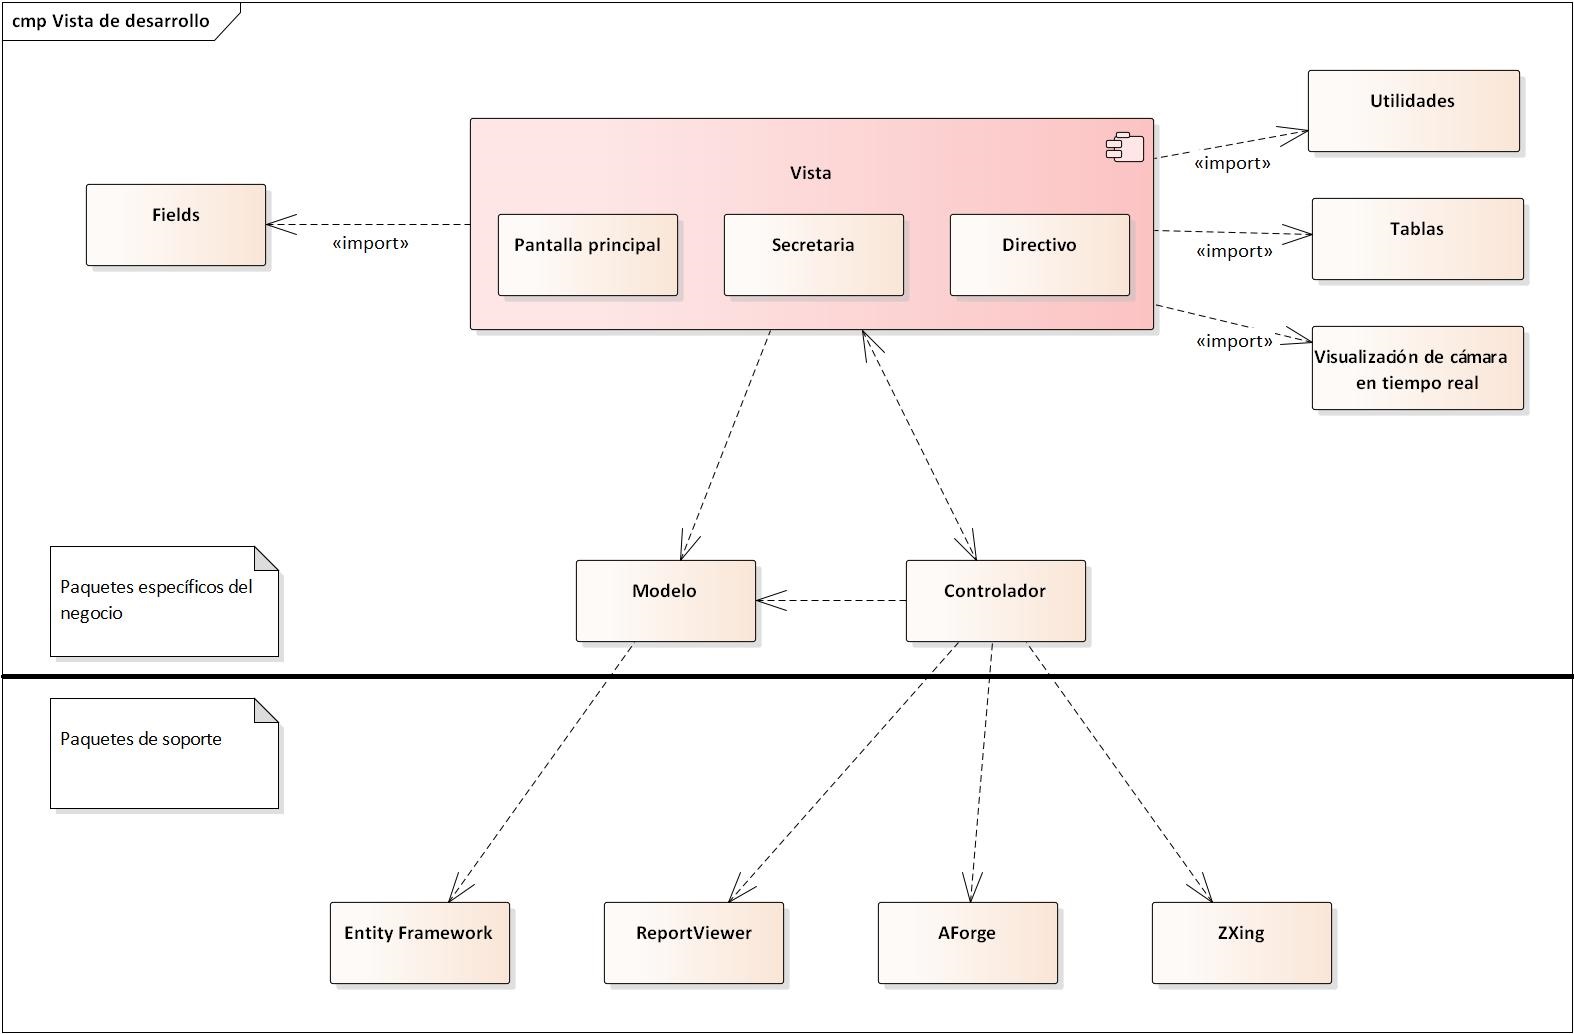 cmp Vista de desarrollo
Utilidades
«import»
Vista
Fields
«import»
Pantalla principal
Secretaria
Directivo
Tablas
«import»
«import»
Visualización de cámara
en tiempo real
Paquetes específicos del
negocio
Modelo
Controlador
Paquetes de soporte
Entity Framework
ReportViewer
AForge
ZXing